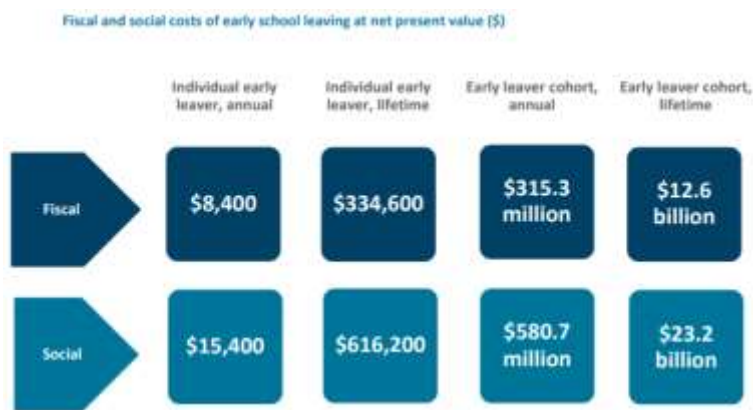 Fiscal and social costs of early school leaving at net present value ($)
Individual early
leaver, annual
Individual early
leaver, lifetime
Early leaver cohort,
annual
Early leaver cohort,
lifetime
Fiscal
$8,400
$334,600
$315.3
million
$12.6
billion
Social
$15,400
$616,200
$580.7
million
$23.2
billion